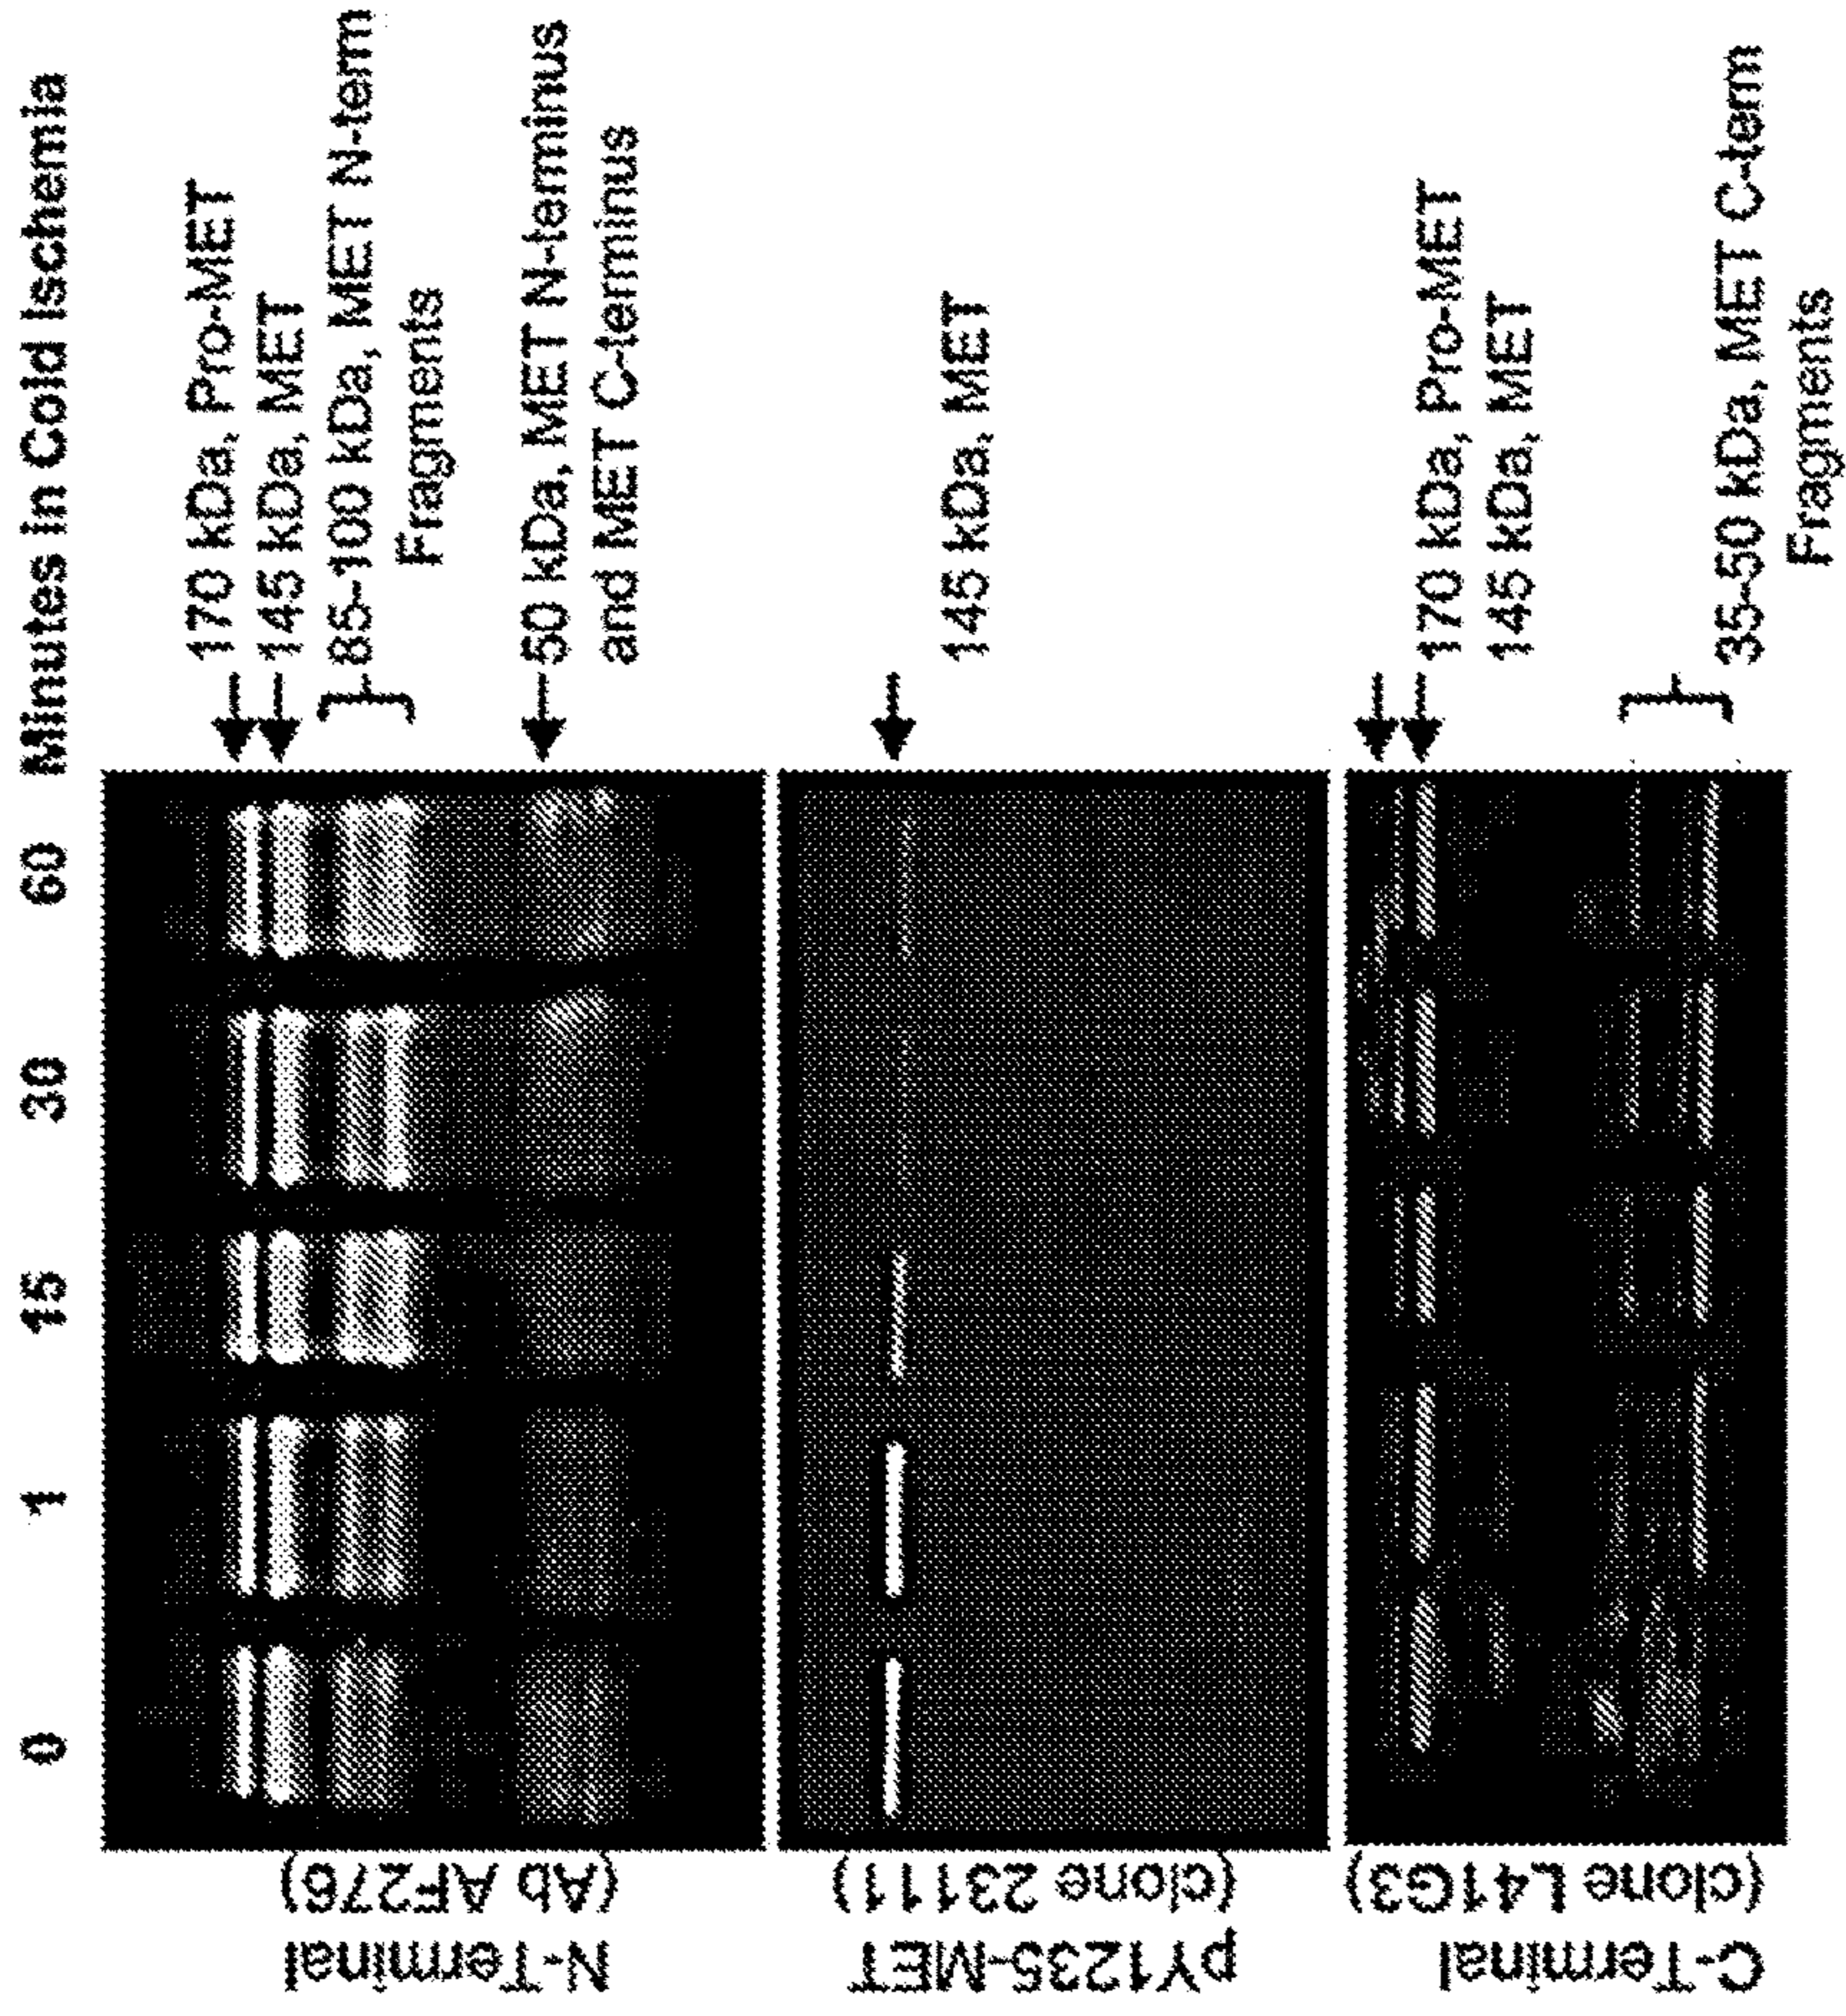 0 1 15 30 60 Minutes in Cold Ischemia
N-Terminal
(Ab AF276)
170 kDa, Pro-MET
145 kDa, MET
85-100 kDa, MET N-term
Fragments
50 kDa, MET N-terminus
and MET C-terminus
pY1235-MET
(clone 23111)
145 kDa, MET
C-Terminal
(clone L41G3)
170 kDa, Pro-MET
145 kDa, MET
35-50 kDa, MET C-term
Fragments